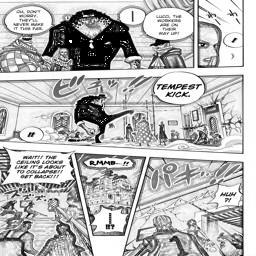 LUCCI, THE
WORKERS
ARE ON
THEIR
WAY UP!
OH, DON'T
WORRY,
THEY'LL
NEVER MAKE
IT THIS FAR.
TEMPEST
KICK.
!!
HUH
?!
RMMB--!!
WAIT!! THE
CEILING LOOKS
LIKE IT'S ABOUT
TO COLLAPSE!!
GET BACK!!!